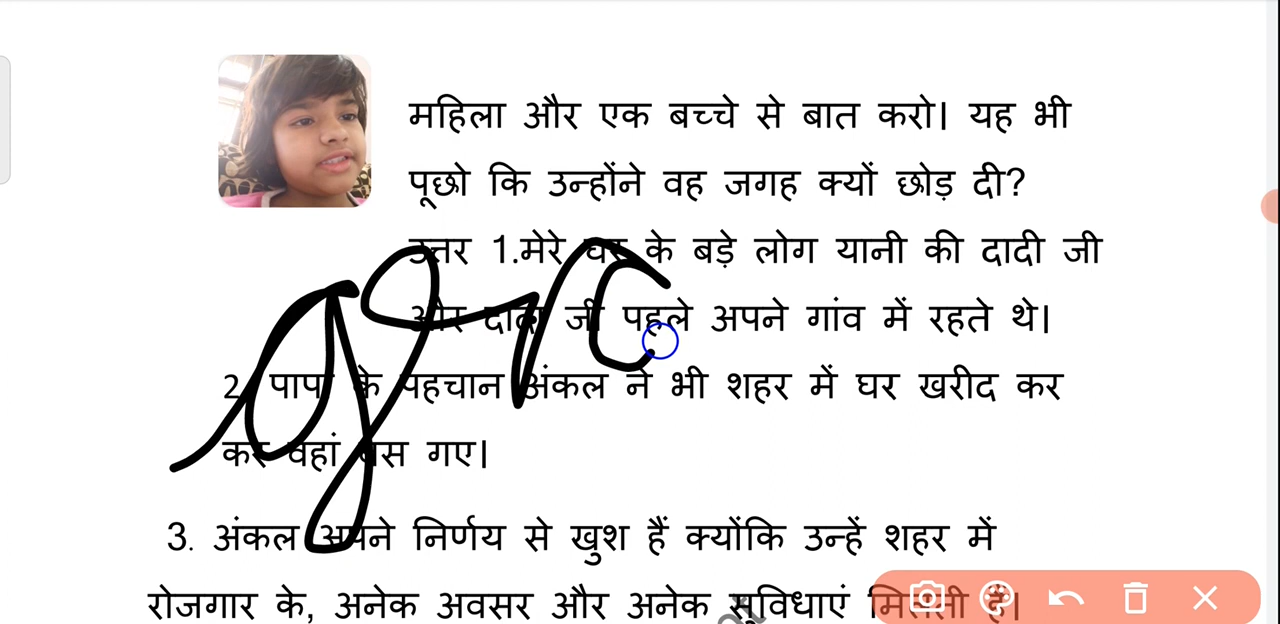 महिला और एक बच्चे से बात करो। यह भी
पूछो कि उन्होंने वह जगह क्यों छोड़ दी?
उत्तर 1.मेरे घर के बड़े लोग यानी की दादी जी
और दादा जी पहले अपने गांव में रहते थे।
2. पापा के पहचान अंकल ने भी शहर में घर खरीद कर
कर वहां बस गए।
3. अंकल अपने निर्णय से खुश हैं क्योंकि उन्हें शहर में
रोजगार के, अनेक अवसर और अनेक सुविधाएं मिलती है।